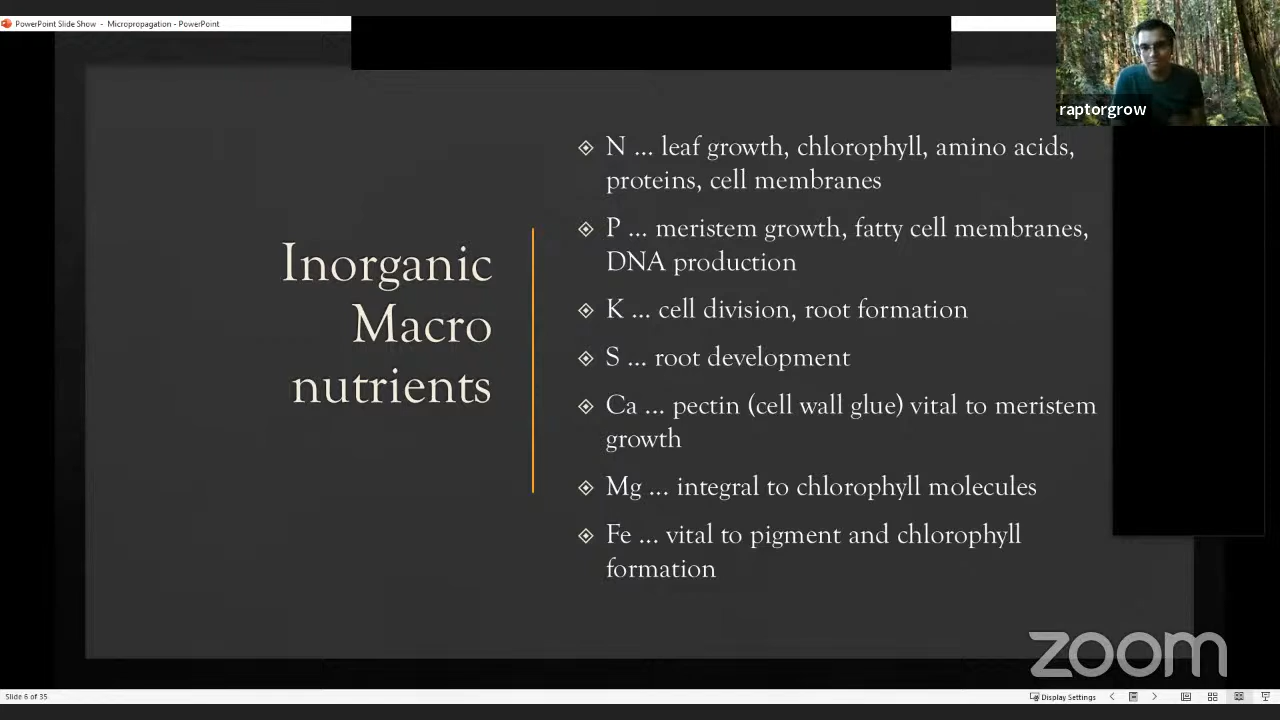 PowerPoint Slide Show - Micropropagation - PowerPoint
raptorgrow
Inorganic
Macro
nutrients
N ... leaf growth, chlorophyll, amino acids,
proteins, cell membranes
P ... meristem growth, fatty cell membranes,
DNA production
K ... cell division, root formation
S ... root development
Ca ... pectin (cell wall glue) vital to meristem
growth
Mg ... integral to chlorophyll molecules
Fe ... vital to pigment and chlorophyll
formation
zoom
Slide 6 of 35
Display Settings